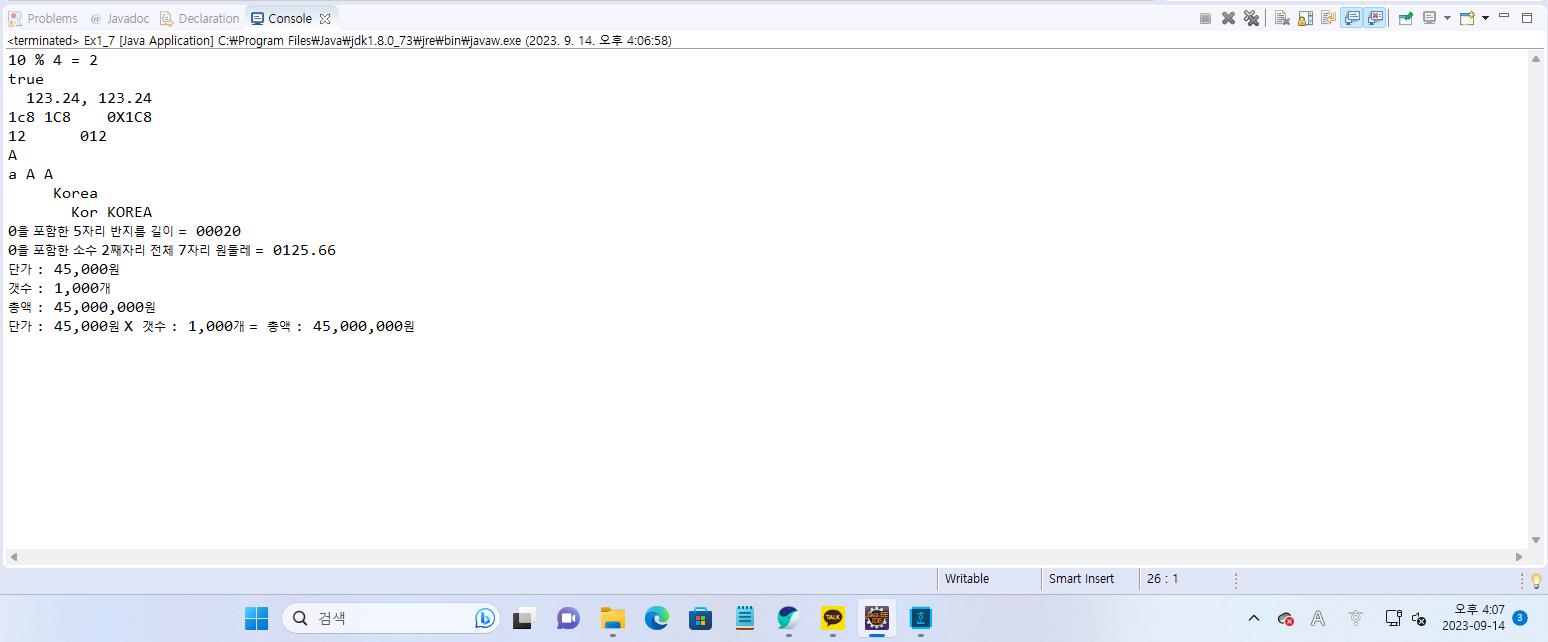 Problems @ Javadoc Declaration Console
<terminated> Ex1_7 [Java Application] C:₩Program Files₩Java₩jdk1.8.0_73₩jre₩bin₩javaw.exe (2023. 9. 14. 오후 4:06:58)
10 % 4 = 2
true
  123.24, 123.24
1c8 1C8    0X1C8
12      012
A
a A A
     Korea
       Kor KOREA
0을 포함한 5자리 반지름 길이 = 00020
0을 포함한 소수 2째자리 전체 7자리 원둘레 = 0125.66
단가 : 45,000원
갯수 : 1,000개
총액 : 45,000,000원
단가 : 45,000원 X 갯수 : 1,000개 = 총액 : 45,000,000원
Writable Smart Insert 26 : 1
검색 TALK Java EE IDE A 오후 4:07
2023-09-14 3